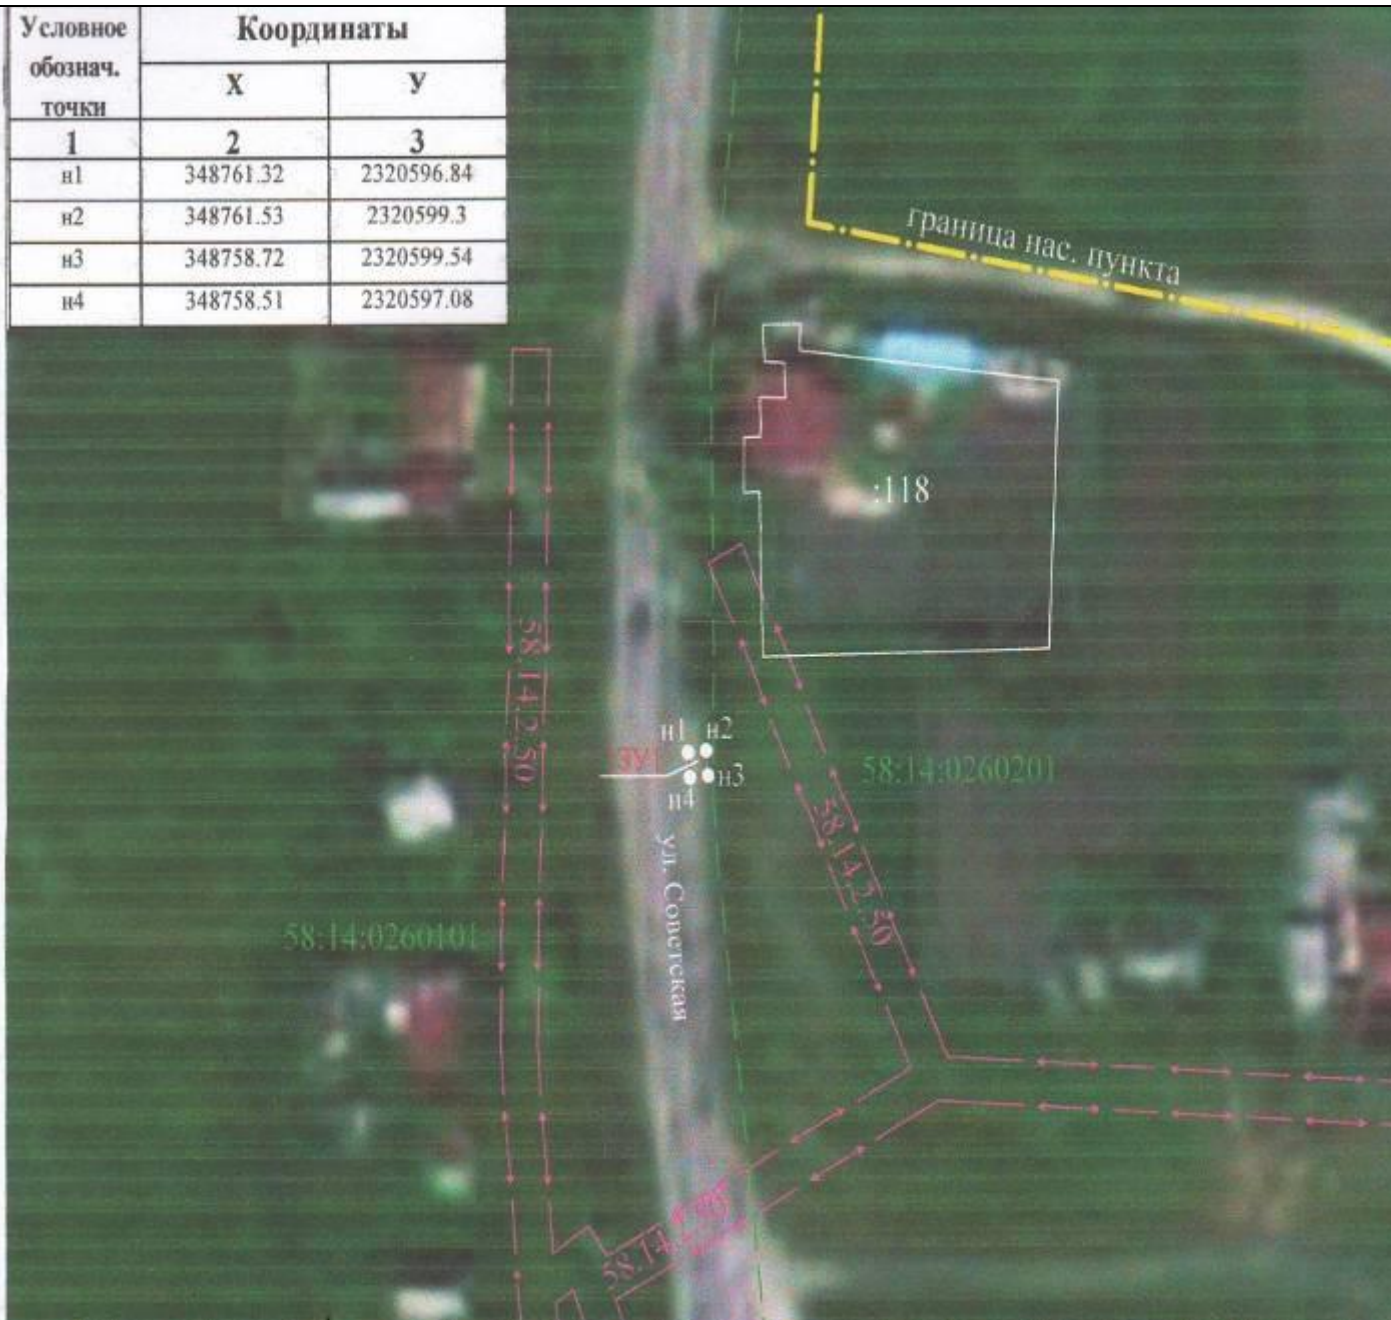 Условное обознач. точки
Координаты
Х
У
1
2
3
н1 348761.32 2320596.84
н2 348761.53 2320599.3
н3 348758.72 2320599.54
н4 348758.51 2320597.08
граница нас. пункта
:118
58.14.2.50
н1
н2
:ЗУ1
н3
н4
58:14:0260201
58.14.2.50
ул. Советская
58:14:0260101